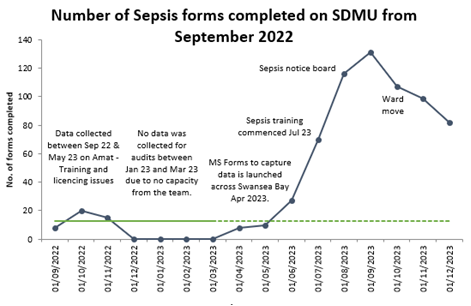 Number of Sepsis forms completed on SDMU from
September 2022
No. of forms completed
140
120
100
80
60
40
20
0
Data collected
between Sep 22 &
May 23 on Amat -
Training and
licencing issues
No data was
collected for
audits between
Jan 23 and Mar 23
due to no capacity
from the team.
MS Forms to capture
data is launched
across Swansea Bay
Apr 2023.
Sepsis training
commenced Jul 23
Sepsis notice board
Ward
move
01/09/2022
01/10/2022
01/11/2022
01/12/2022
01/01/2023
01/02/2023
01/03/2023
01/04/2023
01/05/2023
01/06/2023
01/07/2023
01/08/2023
01/09/2023
01/10/2023
01/11/2023
01/12/2023